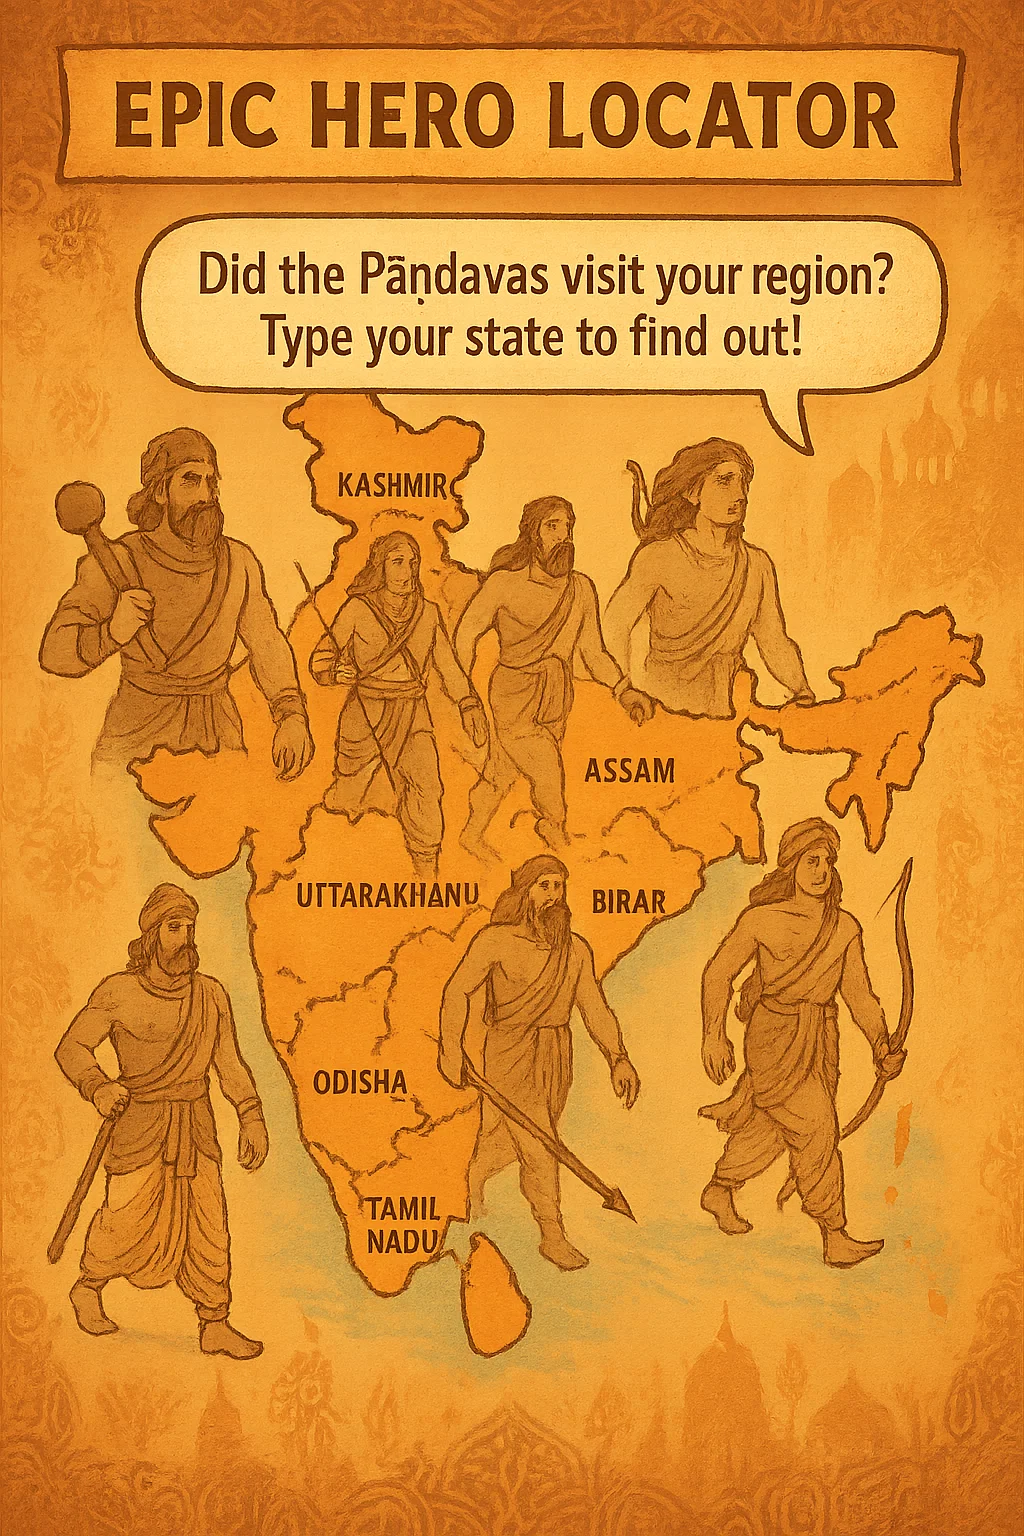 EPIC HERO LOCATOR
Did the Pãṇdavas visit your region?
Type your state to find out!
KASHMIR
ASSAM
UTTARAKHANU
BIRAR
ODISHA
TAMIL
NADU